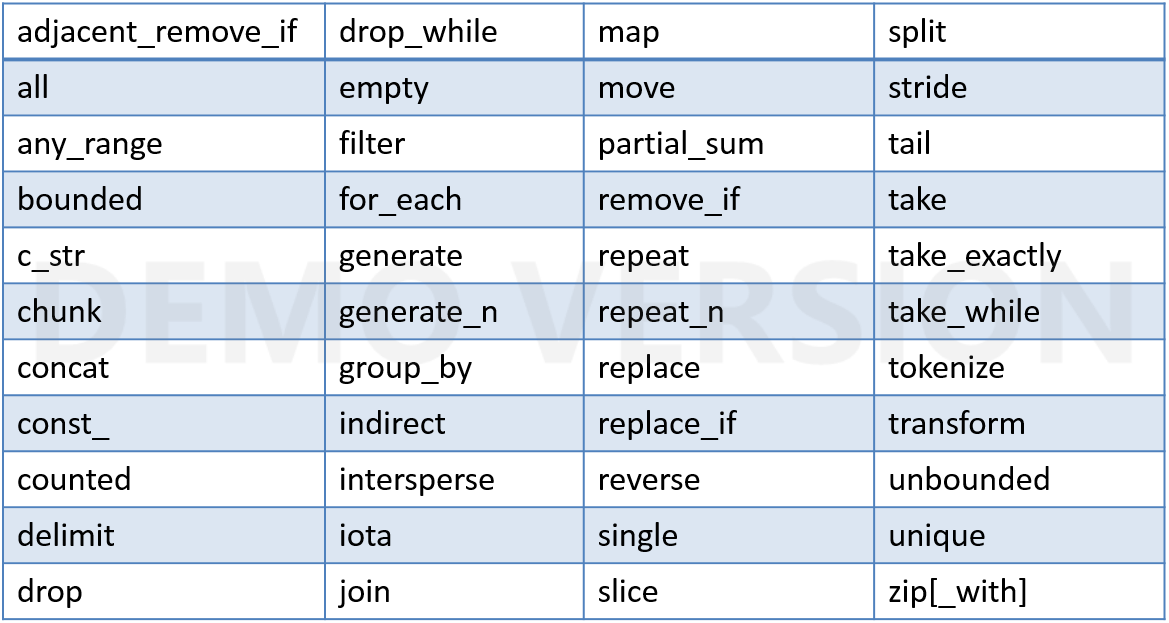 adjacent_remove_if drop_while map split
all empty move stride
any_range filter partial_sum tail
bounded for_each remove_if take
c_str generate repeat take_exactly
chunk generate_n repeat_n take_while
concat group_by replace tokenize
const_ indirect replace_if transform
counted intersperse reverse unbounded
delimit iota single unique
drop join slice zip[_with]
DEMO VERSION